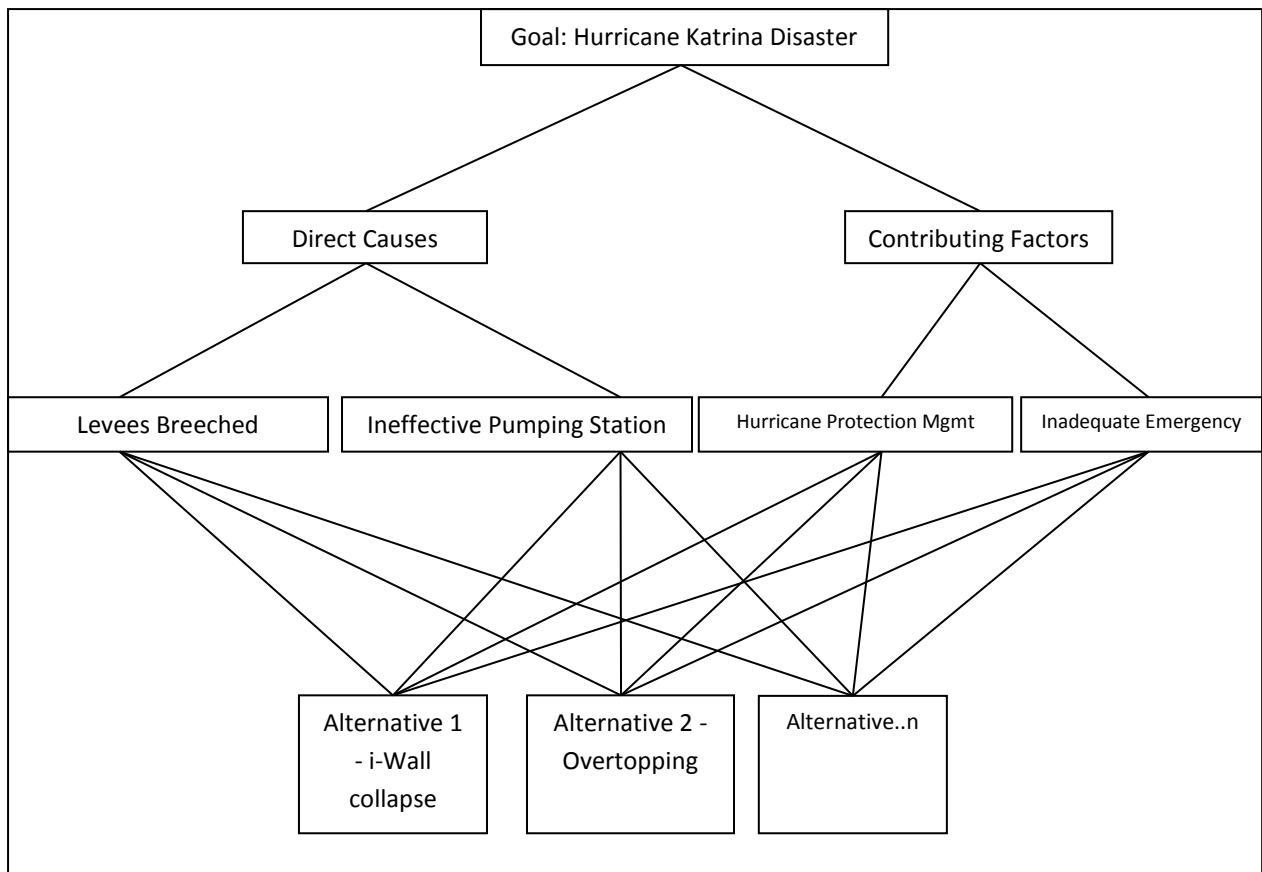 Goal: Hurricane Katrina Disaster
Direct Causes
Contributing Factors
Levees Breeched
Ineffective Pumping Station
Hurricane Protection Mgmt
Inadequate Emergency
Alternative 1
- i-Wall
collapse
Alternative 2 -
Overtopping
Alternative..n